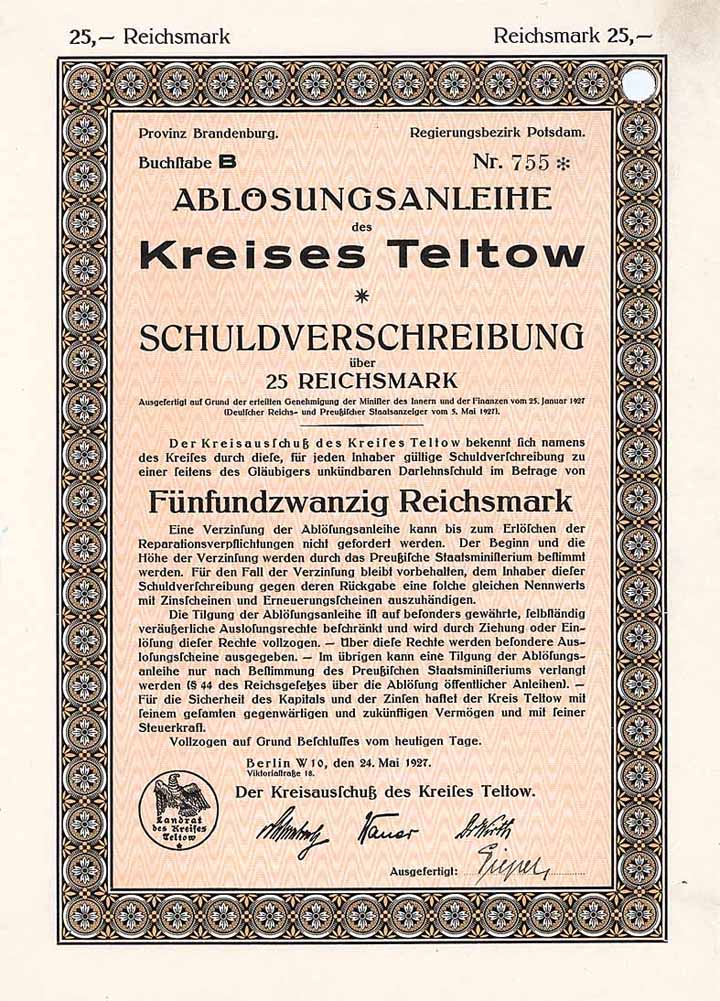 25,— Reichsmark Reichsmark 25,—
Provinz Brandenburg. Regierungsbezirk Potsdam.
Buchſtabe B Nr. 755 *
ABLÖSUNGSANLEIHE
des
Kreises Teltow
*
SCHULDVERSCHREIBUNG
über
25 REICHSMARK
Ausgefertigt auf Grund der erteilten Genehmigung der Miniſter des Innern und der Finanzen vom 25. Januar 1927
(Deutſcher Reichs- und Preußiſcher Staatsanzeiger vom 5. Mai 1927).
Der Kreisausſchuß des Kreiſes Teltow bekennt ſich namens
des Kreiſes durch dieſe, für jeden Inhaber gültige Schuldverſchreibung zu
einer ſeitens des Gläubigers unkündbaren Darlehnsſchuld im Betrage von
Fünfundzwanzig Reichsmark
Eine Verzinſung der Ablöſungsanleihe kann bis zum Erlöſchen der
Reparationsverpflichtungen nicht gefordert werden. Der Beginn und die
Höhe der Verzinſung werden durch das Preußiſche Staatsminiſterium beſtimmt
werden. Für den Fall der Verzinſung bleibt vorbehalten, dem Inhaber dieſer
Schuldverſchreibung gegen deren Rückgabe eine ſolche gleichen Nennwerts
mit Zinsſcheinen und Erneuerungsſcheinen auszuhändigen.
Die Tilgung der Ablöſungsanleihe iſt auf beſonders gewährte, ſelbſtändig
veräußerliche Ausloſungsrechte beſchränkt und wird durch Ziehung oder Ein-
löſung dieſer Rechte vollzogen. — Über dieſe Rechte werden beſondere Aus-
loſungsſcheine ausgegeben. — Im übrigen kann eine Tilgung der Ablöſungs-
anleihe nur nach Beſtimmung des Preußiſchen Staatsminiſteriums verlangt
werden (§ 44 des Reichsgeſetzes über die Ablöſung öffentlicher Anleihen). —
Für die Sicherheit des Kapitals und der Zinſen haftet der Kreis Teltow mit
ſeinem geſamten gegenwärtigen und zukünftigen Vermögen und mit ſeiner
Steuerkraft.
Vollzogen auf Grund Beſchluſſes vom heutigen Tage.
Berlin W 10, den 24. Mai 1927.
Viktoriaſtraße 18.
Der Kreisausſchuß des Kreiſes Teltow.
Landrat
des Kreiſes
Teltow
Ausgefertigt: